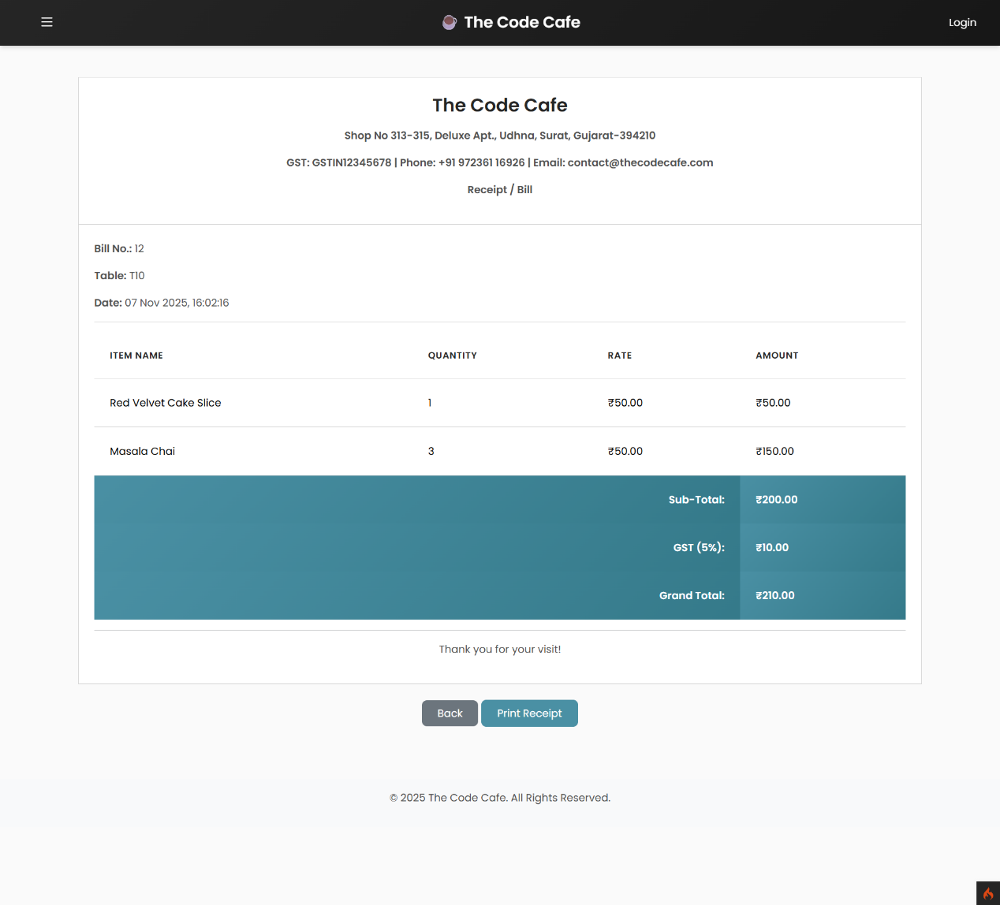 The Code Cafe
Login
The Code Cafe
Shop No 313-315, Deluxe Apt., Udhna, Surat, Gujarat-394210
GST: GSTIN12345678 | Phone: +91 972361 16926 | Email: contact@thecodecafe.com
Receipt / Bill
Bill No.: 12
Table: T10
Date: 07 Nov 2025, 16:02:16
ITEM NAME QUANTITY RATE AMOUNT
Red Velvet Cake Slice 1 ₹50.00 ₹50.00
Masala Chai 3 ₹50.00 ₹150.00
Sub-Total: ₹200.00
GST (5%): ₹10.00
Grand Total: ₹210.00
Thank you for your visit!
Back Print Receipt
© 2025 The Code Cafe. All Rights Reserved.